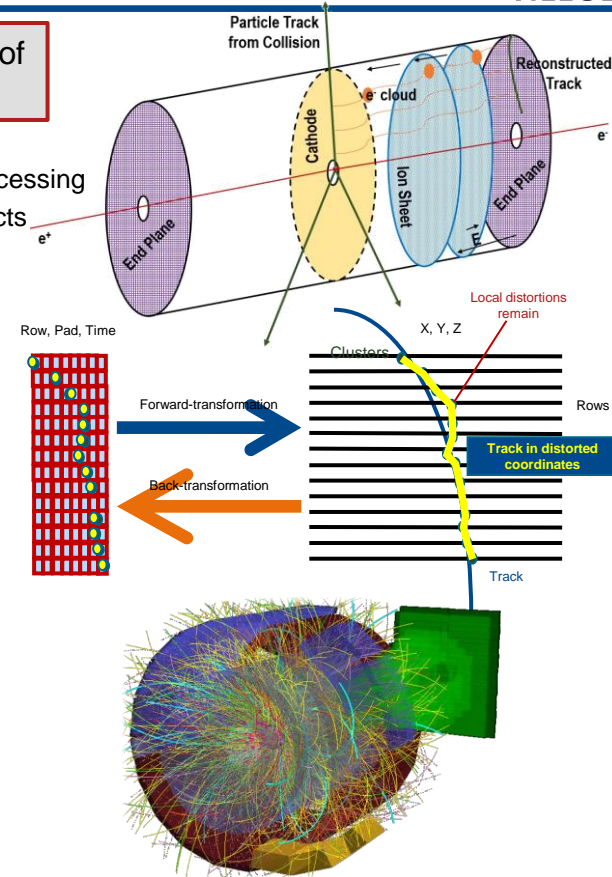 of
cessing
cts
Particle Track
from Collision
Reconstructed
Track
e⁻ cloud
Cathode
Ion Sheet
E
End Plane
End Plane
e⁻
e⁺
Local distortions
remain
Row, Pad, Time
X, Y, Z
Clusters
Forward-transformation
Rows
Track in distorted
coordinates
Back-transformation
Track